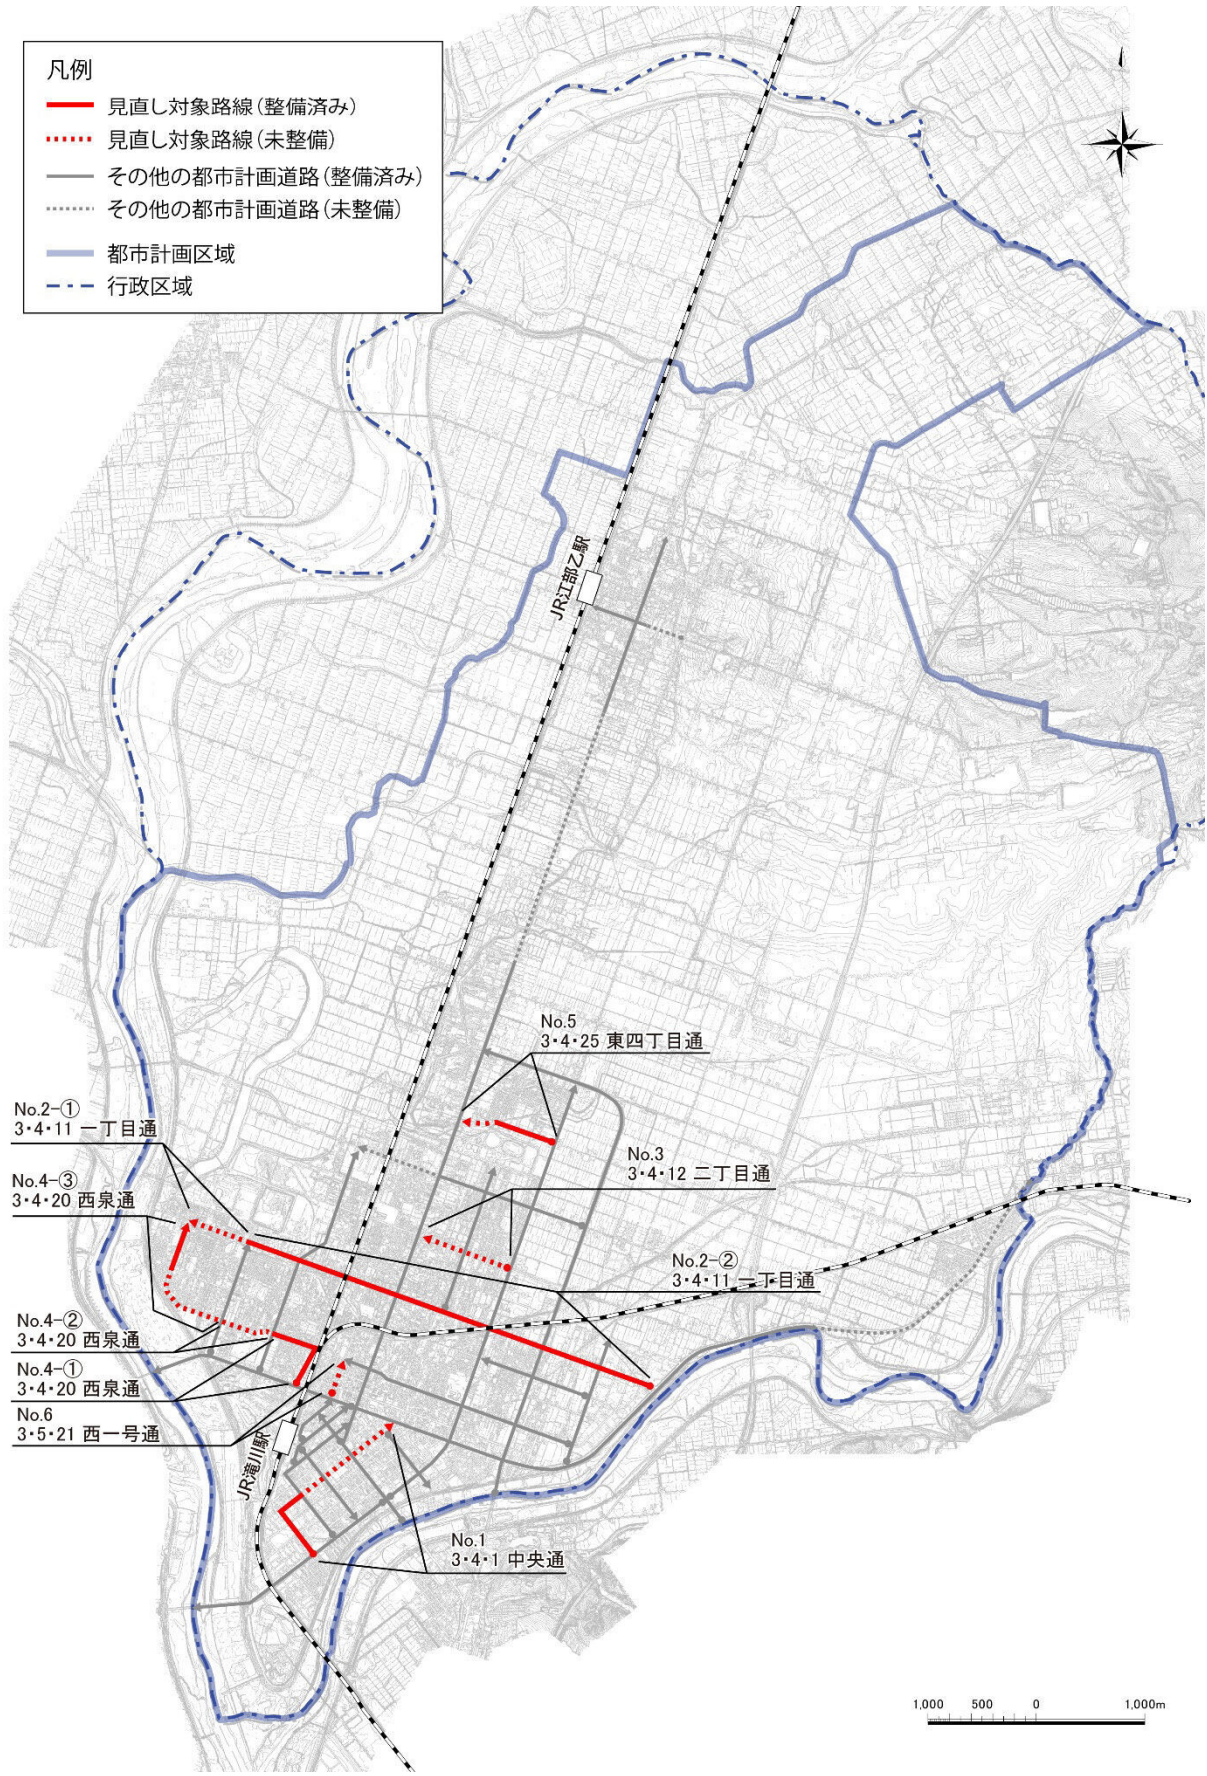 凡例
見直し対象路線(整備済み)
見直し対象路線(未整備)
その他の都市計画道路(整備済み)
その他の都市計画道路(未整備)
都市計画区域
行政区域
JR江部乙駅
No.5
3・4・25 東四丁目通
No.2-①
3・4・11 一丁目通
No.3
3・4・12 二丁目通
No.4-③
3・4・20 西泉通
No.2-②
3・4・11 一丁目通
No.4-②
3・4・20 西泉通
No.4-①
3・4・20 西泉通
No.6
3・5・21 西一号通
JR滝川駅
No.1
3・4・1 中央通
1,000 500 0 1,000m